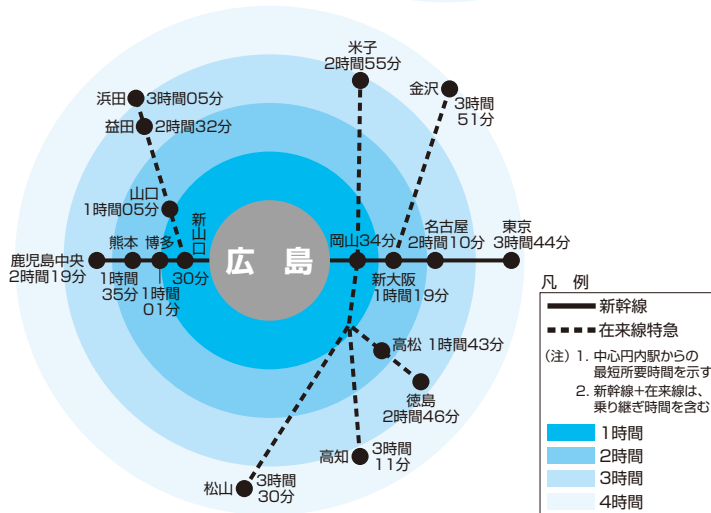 米子
2時間55分
金沢
3時間
51分
浜田
3時間05分
益田
2時間32分
山口
1時間05分
新山口
30分
熊本
1時間
35分
博多
1時間
01分
鹿児島中央
2時間19分
広島
岡山34分
新大阪
1時間19分
名古屋
2時間10分
東京
3時間44分
高松 1時間43分
徳島
2時間46分
高知
3時間
11分
松山
3時間
30分
凡 例
新幹線
在来線特急
(注) 1. 中心円内駅からの
最短所要時間を示す
2. 新幹線+在来線は、
乗り継ぎ時間を含む
1時間
2時間
3時間
4時間